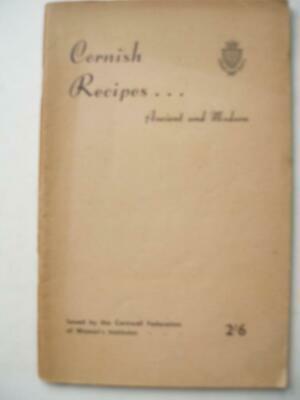 Cornish
Recipes...
Ancient and Modern
Issued by the Cornwall Federation
of Women's Institutes
2/6